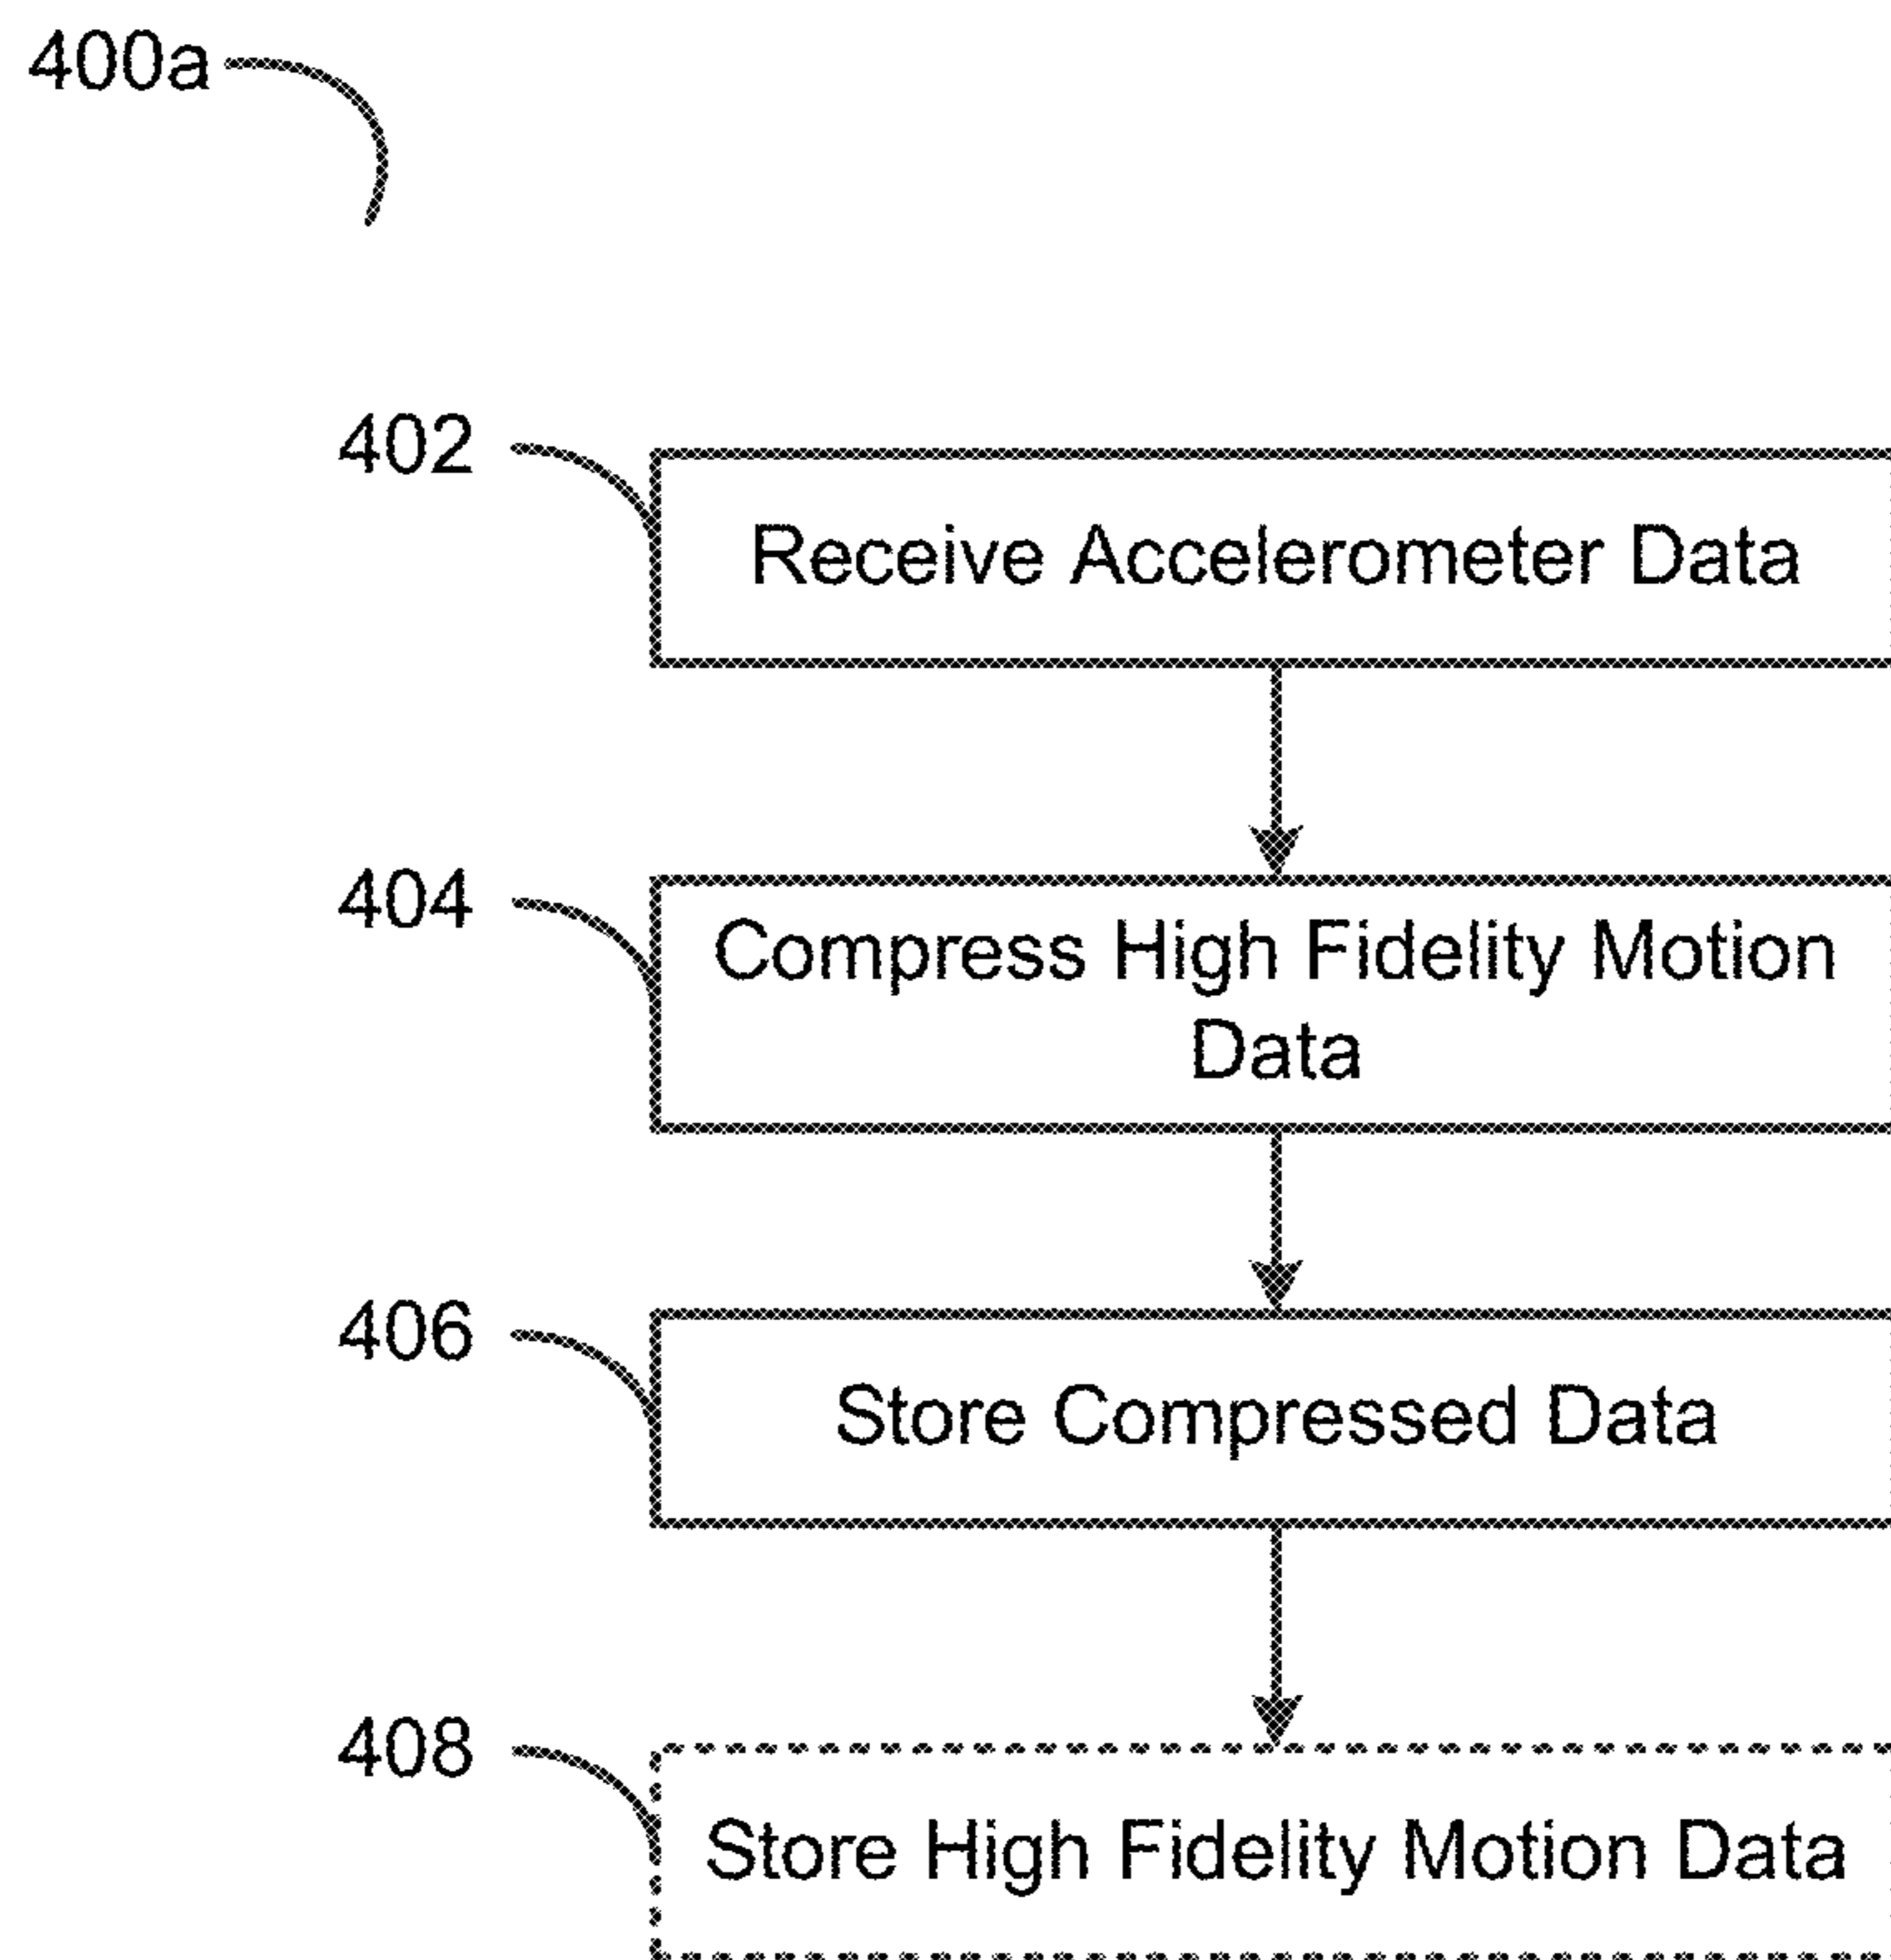 400a
402
Receive Accelerometer Data
404
Compress High Fidelity Motion
Data
406
Store Compressed Data
408
Store High Fidelity Motion Data